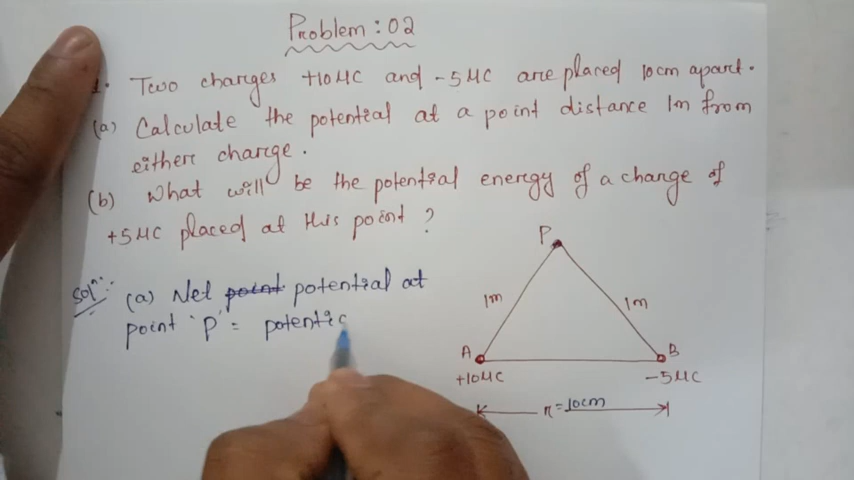 Problem : 02
1. Two charges +10μC and -5μC are placed 10cm apart.
(a) Calculate the potential at a point distance 1m from
either charge.
(b) What will be the potential energy of a charge of
+5μC placed at this point ?
Solⁿ:
(a) Net point potential at
point 'P' = potentia
P
1m
1m
A
B
+10μC
-5μC
r=10cm